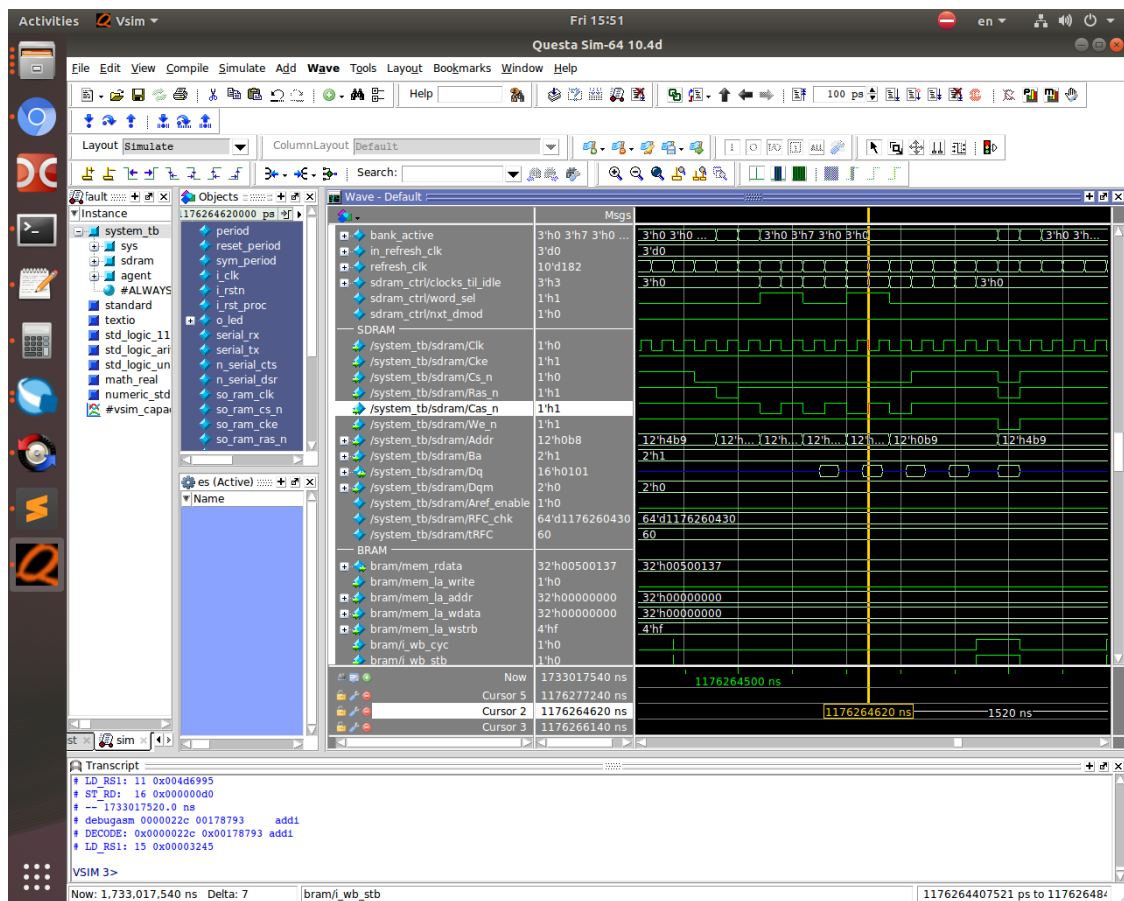 Activities Vsim Fri 15:51 en
Questa Sim-64 10.4d
File Edit View Compile Simulate Add Wave Tools Layout Bookmarks Window Help
Help 100 ps
Layout Simulate ColumnLayout Default
Search:
fault Objects Wave - Default
Instance 1176264620000 ps Msgs
system_tb
sys
sdram
agent
#ALWAYS
standard
textio
std_logic_11
std_logic_ari
std_logic_un
math_real
numeric_std
#vsim_capa
period
reset_period
sym_period
i_clk
i_rstn
i_rst_proc
o_led
serial_rx
serial_tx
n_serial_cts
n_serial_dsr
so_ram_clk
so_ram_cs_n
so_ram_cke
so_ram_ras_n
es (Active)
Name
bank_active 3'h0 3'h7 3'h0 ... 3'h0 3'h0 ... 3'h0 3'h7 3'h0 3'h0 3'h0 3'h...
in_refresh_clk 3'd0 3'd0
refresh_clk 10'd182
sdram_ctrl/clocks_til_idle 3'h3 3'h0 3'h0
sdram_ctrl/word_sel 1'h1
sdram_ctrl/nxt_dmod 1'h0
SDRAM
/system_tb/sdram/Clk 1'h0
/system_tb/sdram/Cke 1'h1
/system_tb/sdram/Cs_n 1'h0
/system_tb/sdram/Ras_n 1'h1
/system_tb/sdram/Cas_n 1'h1
/system_tb/sdram/We_n 1'h1
/system_tb/sdram/Addr 12'h0b8 12'h4b9 12'h... 12'h... 12'h... 12'h... 12'h0b9 12'h4b9
/system_tb/sdram/Ba 2'h1 2'h1
/system_tb/sdram/Dq 16'h0101
/system_tb/sdram/Dqm 2'h0 2'h0
/system_tb/sdram/Aref_enable 1'h0
/system_tb/sdram/RFC_chk 64'd1176260430 64'd1176260430
/system_tb/sdram/tRFC 60 60
BRAM
bram/mem_rdata 32'h00500137 32'h00500137
bram/mem_la_write 1'h0
bram/mem_la_addr 32'h00000000 32'h00000000
bram/mem_la_wdata 32'h00000000 32'h00000000
bram/mem_la_wstrb 4'hf 4'hf
bram/i_wb_cyc 1'h0
bram/i_wb_stb 1'h0
Now 1733017540 ns 1176264500 ns
Cursor 5 1176277240 ns
Cursor 2 1176264620 ns 1176264620 ns 1520 ns
Cursor 3 1176266140 ns
st sim
Transcript
# LD_RS1: 11 0x004d6995
# ST_RD: 16 0x000000d0
# -- 1733017520.0 ns
# debugasm 0000022c 00178793 addi
# DECODE: 0x0000022c 0x00178793 addi
# LD_RS1: 15 0x00003245
VSIM 3>
Now: 1,733,017,540 ns Delta: 7 bram/i_wb_stb 1176264407521 ps to 117626484